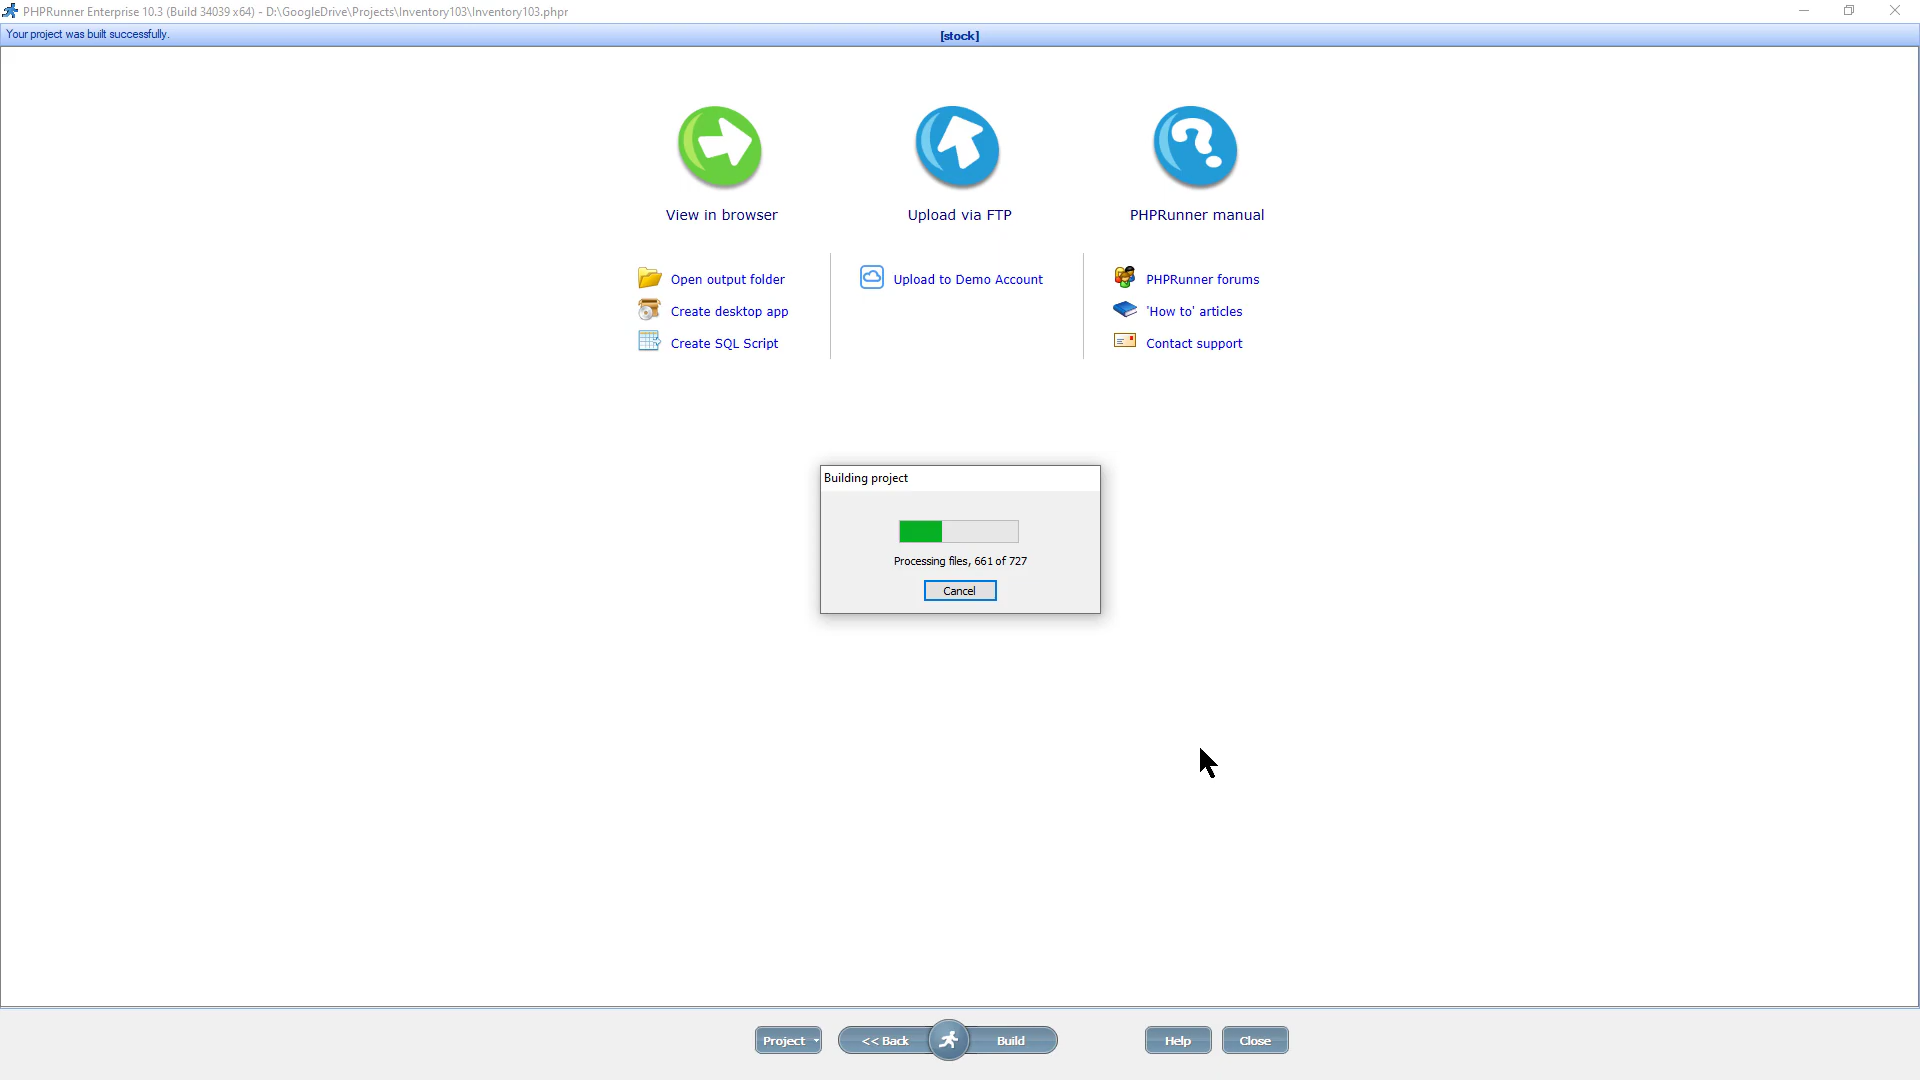 PHPRunner Enterprise 10.3 (Build 34039 x64) - D:\GoogleDrive\Projects\Inventory103\Inventory103.phpr
Your project was built successfully.
[stock]
View in browser
Upload via FTP
PHPRunner manual
Open output folder
Upload to Demo Account
PHPRunner forums
Create desktop app
'How to' articles
Create SQL Script
Contact support
Building project
Processing files, 661 of 727
Cancel
Project
<< Back
Build
Help
Close